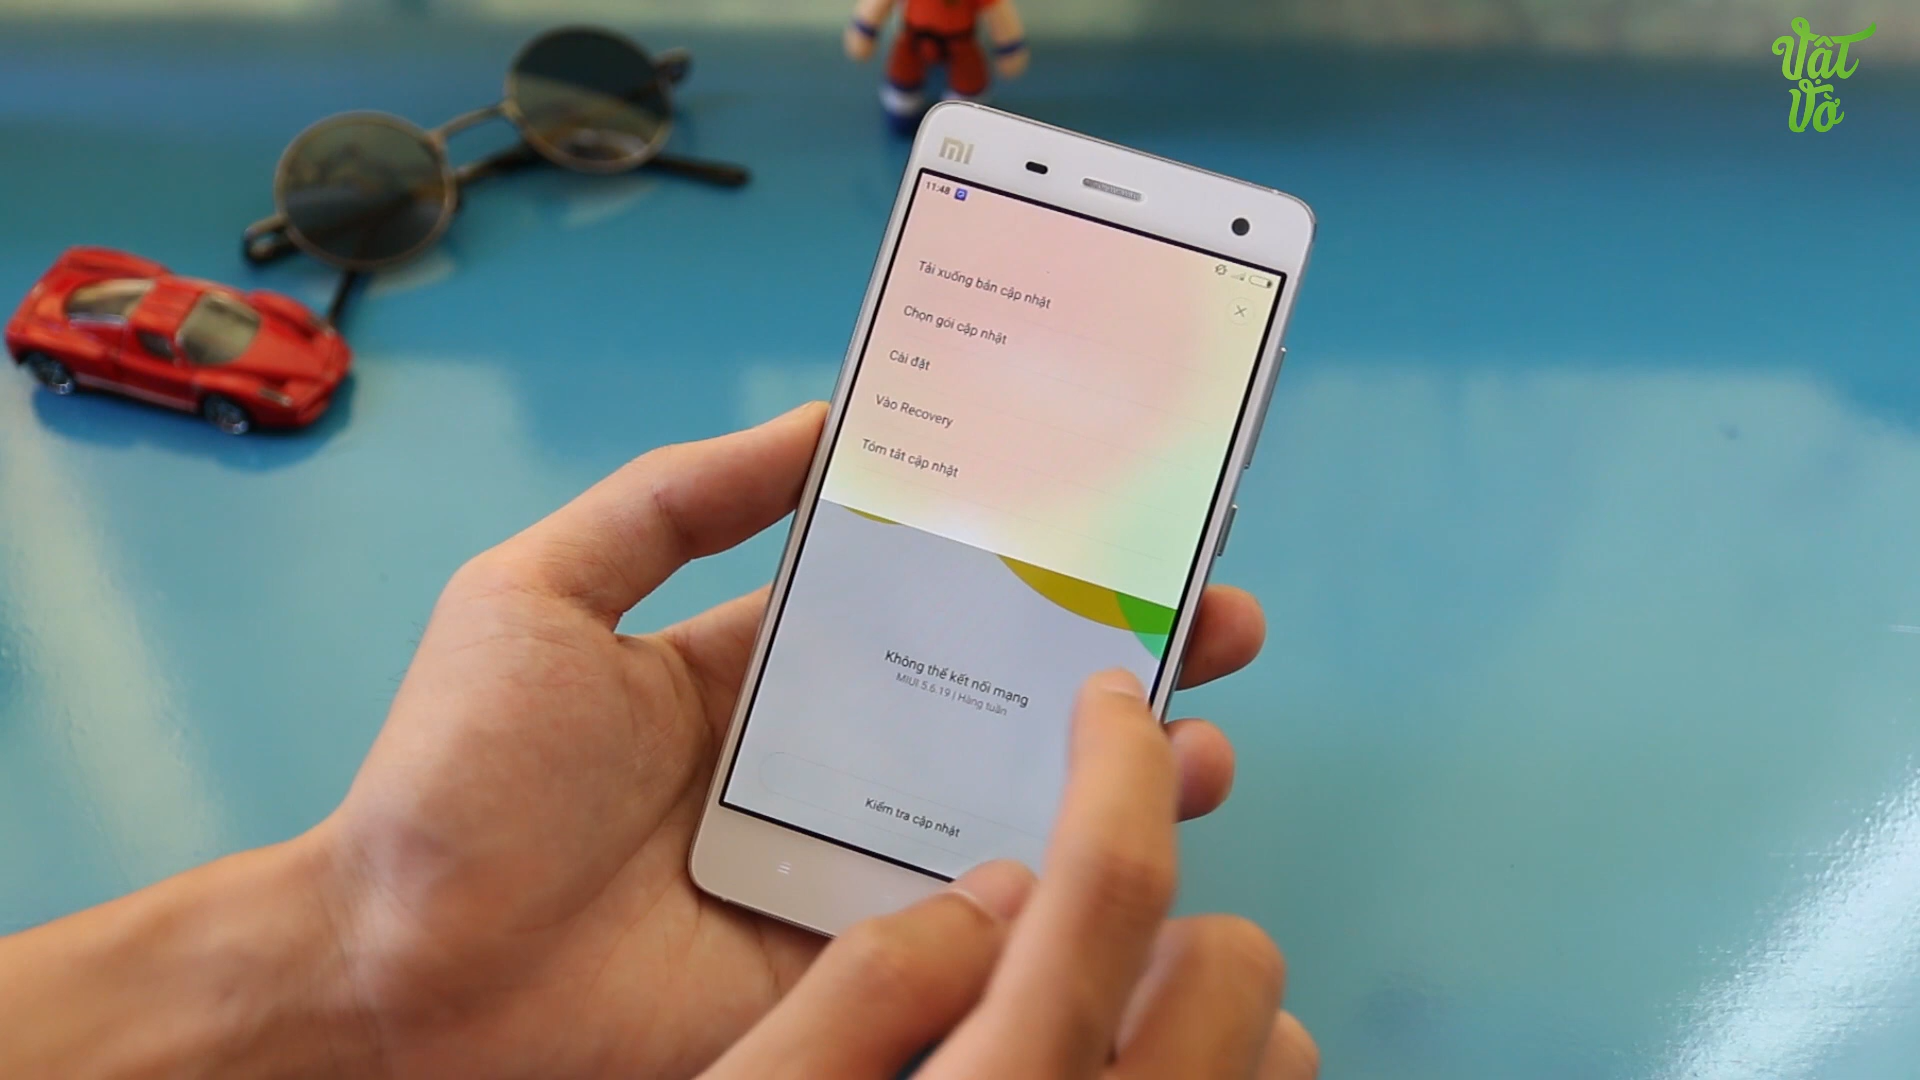 Vật
Vờ
mi
11:48
Tải xuống bản cập nhật
Chọn gói cập nhật
Cài đặt
Vào Recovery
Tóm tắt cập nhật
Không thể kết nối mạng
MIUI 5.6.19 | Hàng tuần
Kiểm tra cập nhật